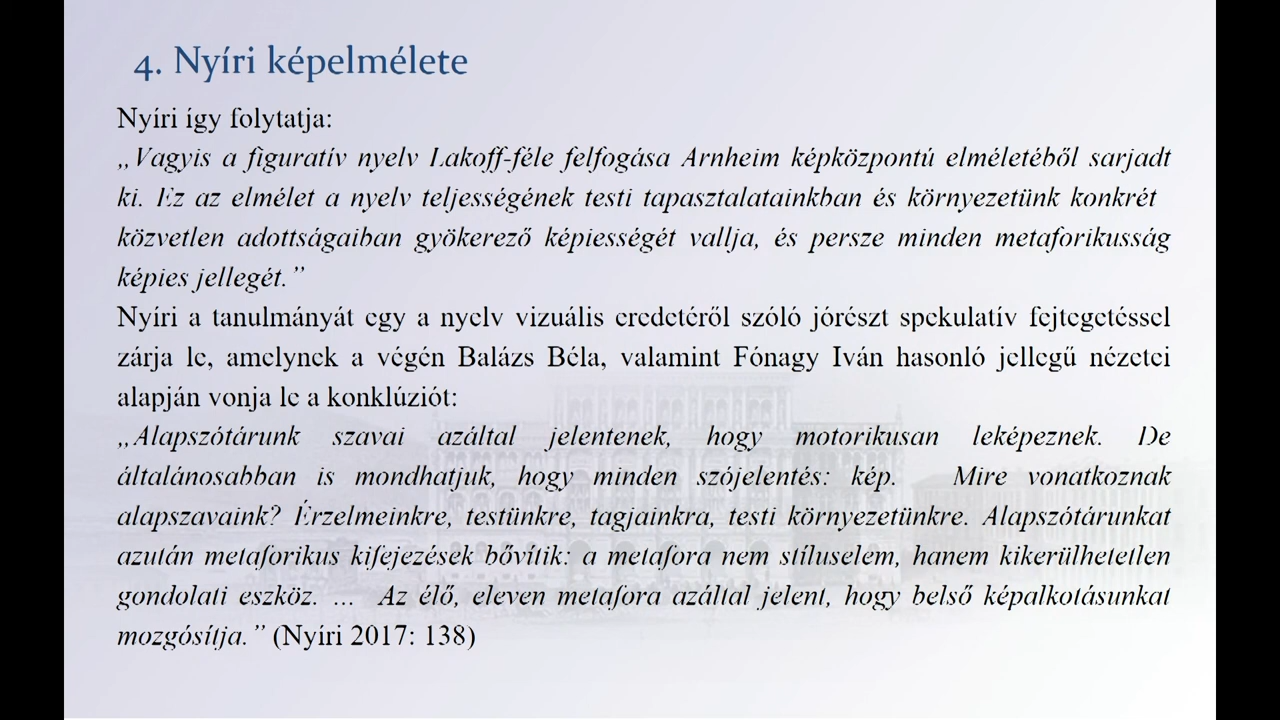 4. Nyíri képelmélete
Nyíri így folytatja:
„Vagyis a figuratív nyelv Lakoff-féle felfogása Arnheim képközpontú elméletéből sarjadt
ki. Ez az elmélet a nyelv teljességének testi tapasztalatainkban és környezetünk konkrét
közvetlen adottságaiban gyökerező képiességét vallja, és persze minden metaforikusság
képies jellegét.”
Nyíri a tanulmányát egy a nyelv vizuális eredetéről szóló jórészt spekulatív fejtegetéssel
zárja le, amelynek a végén Balázs Béla, valamint Fónagy Iván hasonló jellegű nézetei
alapján vonja le a konklúziót:
„Alapszótárunk szavai azáltal jelentenek, hogy motorikusan leképeznek. De
általánosabban is mondhatjuk, hogy minden szójelentés: kép. Mire vonatkoznak
alapszavaink? Érzelmeinkre, testünkre, tagjainkra, testi környezetünkre. Alapszótárunkat
azután metaforikus kifejezések bővítik: a metafora nem stíluselem, hanem kikerülhetetlen
gondolati eszköz. … Az élő, eleven metafora azáltal jelent, hogy belső képalkotásunkat
mozgósítja.” (Nyíri 2017: 138)